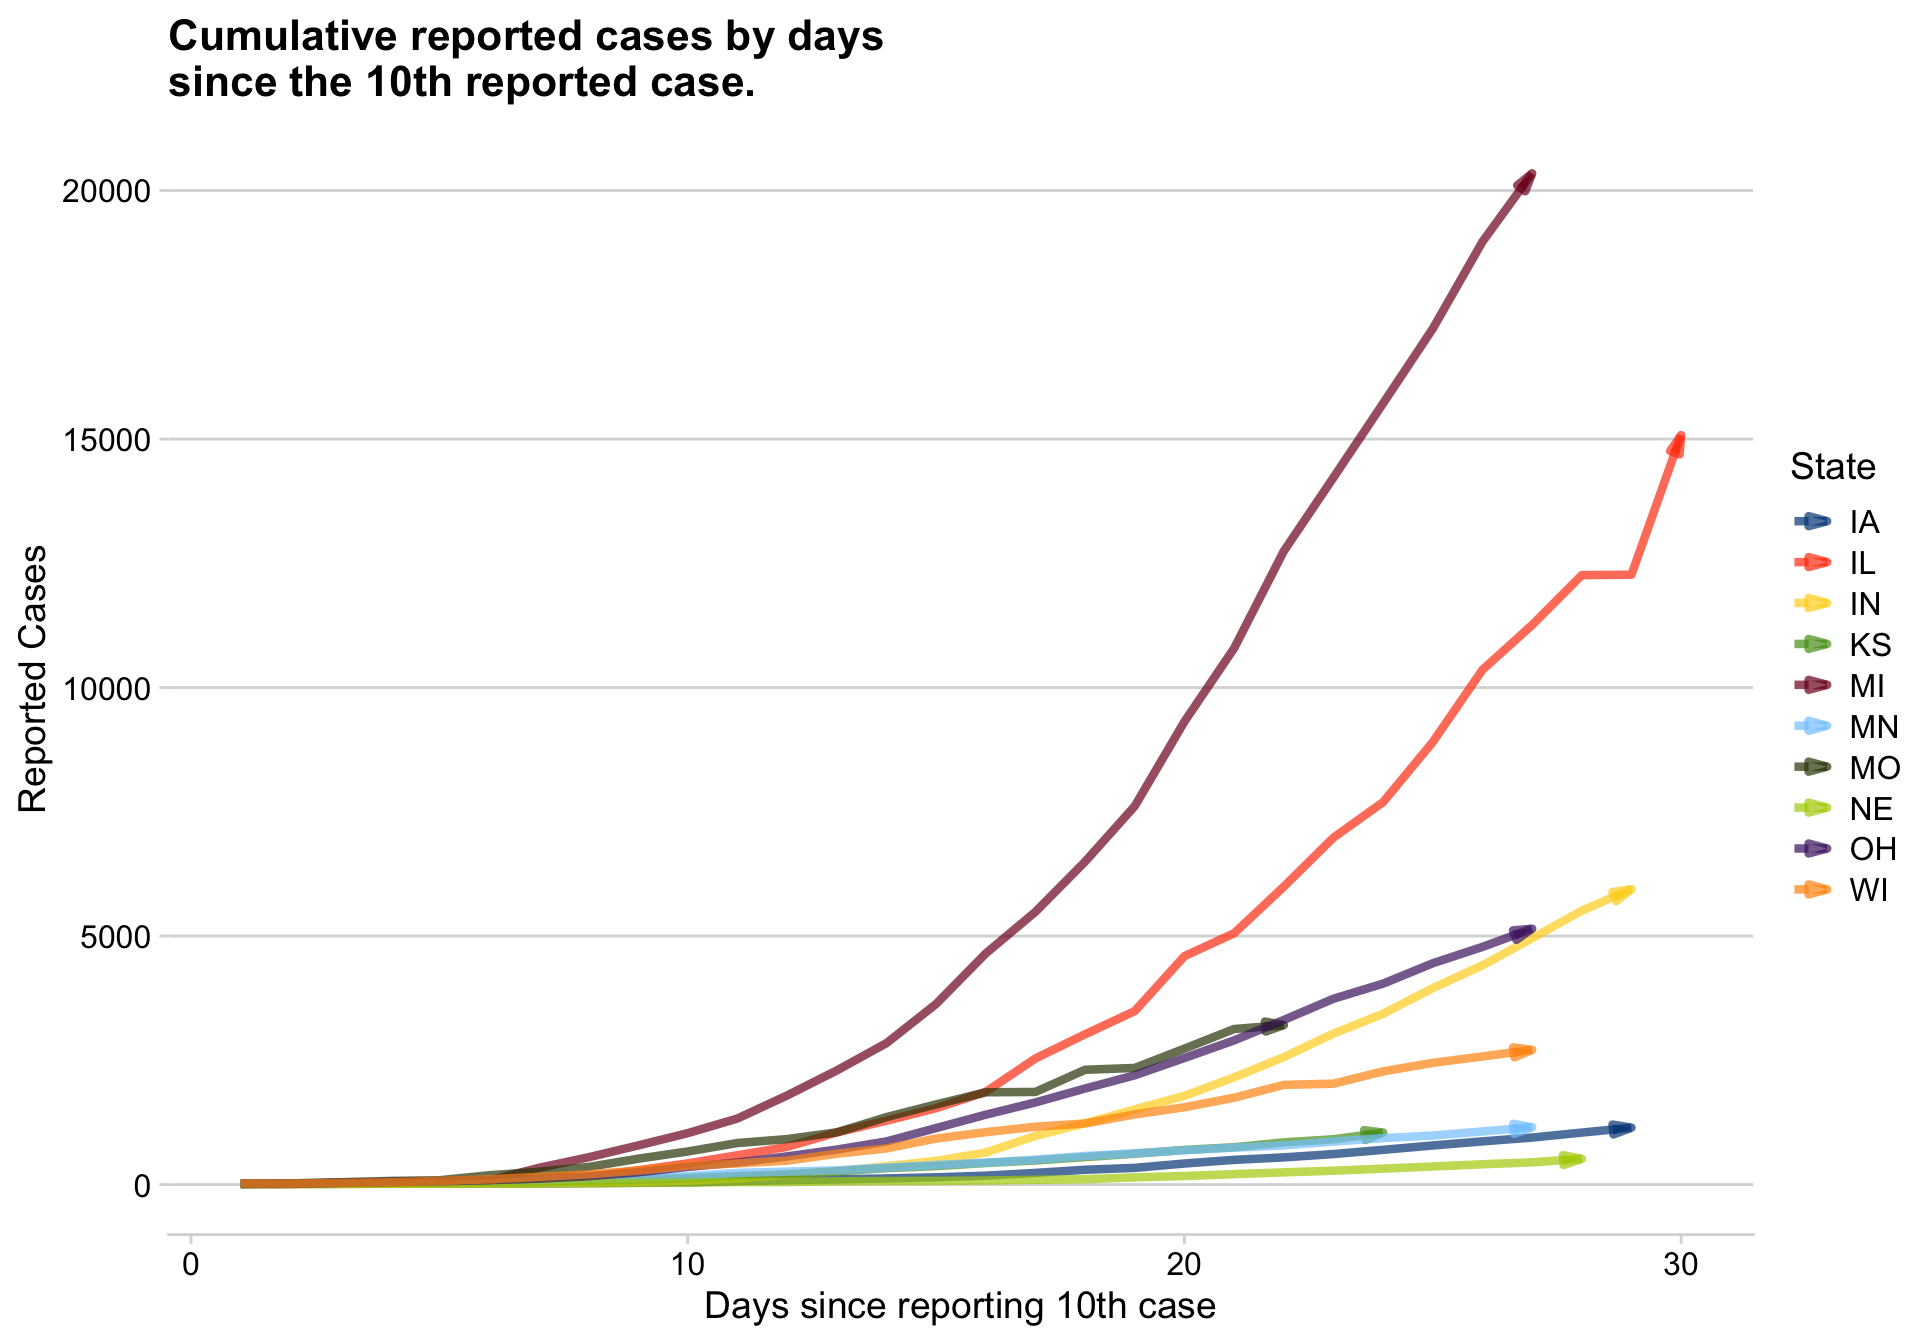 Cumulative reported cases by days
since the 10th reported case.
20000
15000
10000
5000
0
Reported Cases
0 10 20 30
Days since reporting 10th case
State
IA
IL
IN
KS
MI
MN
MO
NE
OH
WI